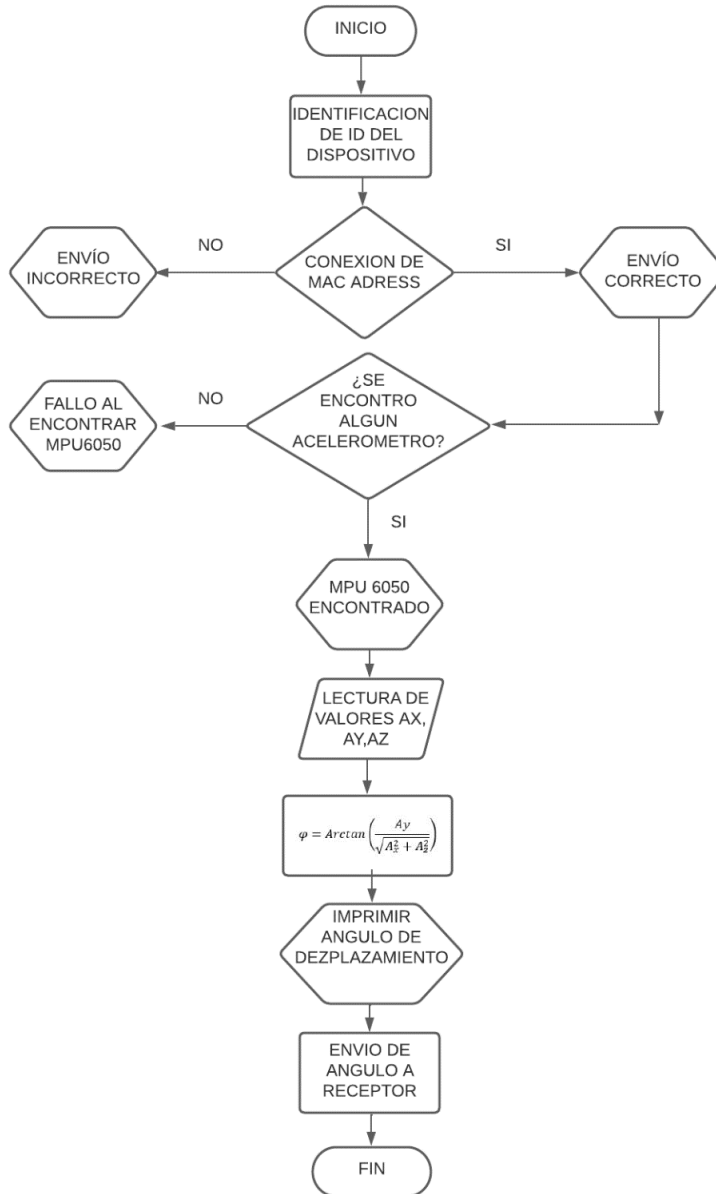 INICIO
IDENTIFICACION
DE ID DEL
DISPOSITIVO
NO
SI
ENVÍO
INCORRECTO
CONEXION DE
MAC ADRESS
ENVÍO
CORRECTO
¿SE
ENCONTRO
ALGUN
ACELEROMETRO?
NO
FALLO AL
ENCONTRAR
MPU6050
SI
MPU 6050
ENCONTRADO
LECTURA DE
VALORES AX,
AY,AZ
φ = Arctan (Ay / √(A²ₓ + A²_z))
IMPRIMIR
ANGULO DE
DEZPLAZAMIENTO
ENVIO DE
ANGULO A
RECEPTOR
FIN